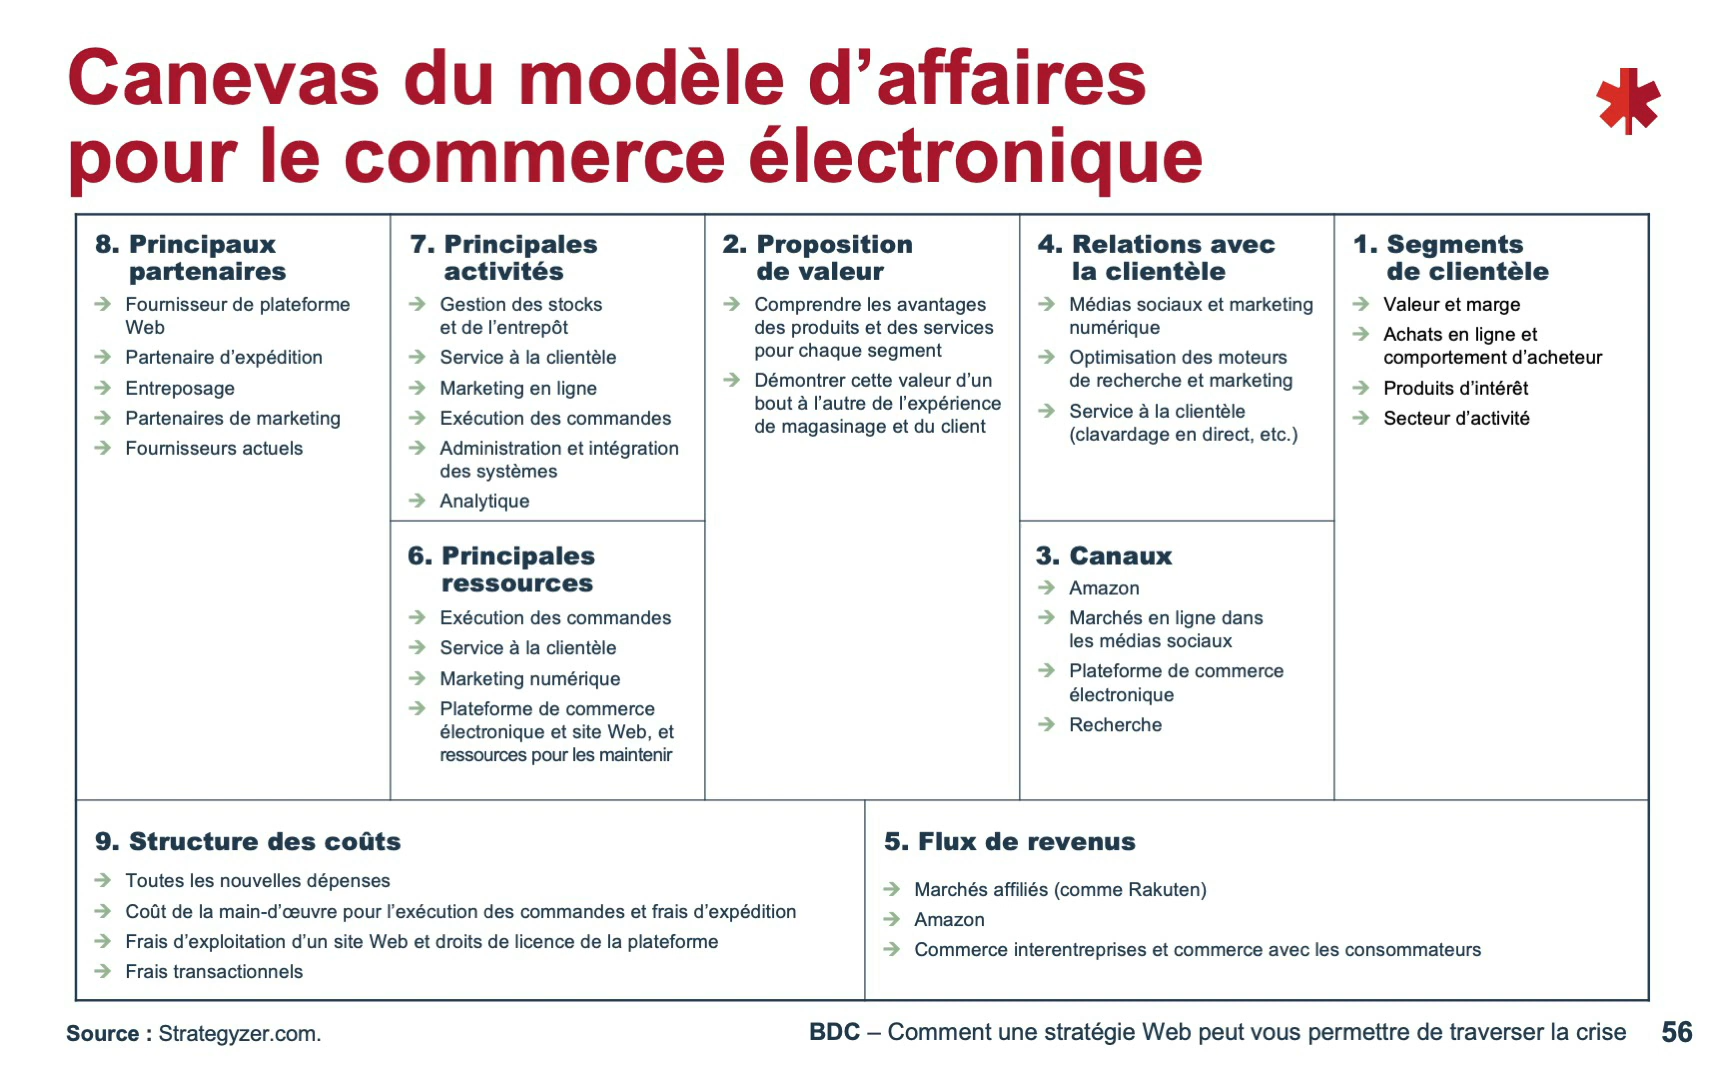 Canevas du modèle d’affaires
pour le commerce électronique
8. Principaux
partenaires
Fournisseur de plateforme
Web
Partenaire d’expédition
Entreposage
Partenaires de marketing
Fournisseurs actuels
7. Principales
activités
Gestion des stocks
et de l’entrepôt
Service à la clientèle
Marketing en ligne
Exécution des commandes
Administration et intégration
des systèmes
Analytique
6. Principales
ressources
Exécution des commandes
Service à la clientèle
Marketing numérique
Plateforme de commerce
électronique et site Web, et
ressources pour les maintenir
2. Proposition
de valeur
Comprendre les avantages
des produits et des services
pour chaque segment
Démontrer cette valeur d’un
bout à l’autre de l’expérience
de magasinage et du client
4. Relations avec
la clientèle
Médias sociaux et marketing
numérique
Optimisation des moteurs
de recherche et marketing
Service à la clientèle
(clavardage en direct, etc.)
3. Canaux
Amazon
Marchés en ligne dans
les médias sociaux
Plateforme de commerce
électronique
Recherche
1. Segments
de clientèle
Valeur et marge
Achats en ligne et
comportement d’acheteur
Produits d’intérêt
Secteur d’activité
9. Structure des coûts
Toutes les nouvelles dépenses
Coût de la main-d’œuvre pour l’exécution des commandes et frais d’expédition
Frais d’exploitation d’un site Web et droits de licence de la plateforme
Frais transactionnels
5. Flux de revenus
Marchés affiliés (comme Rakuten)
Amazon
Commerce interentreprises et commerce avec les consommateurs
Source : Strategyzer.com.
BDC – Comment une stratégie Web peut vous permettre de traverser la crise 56